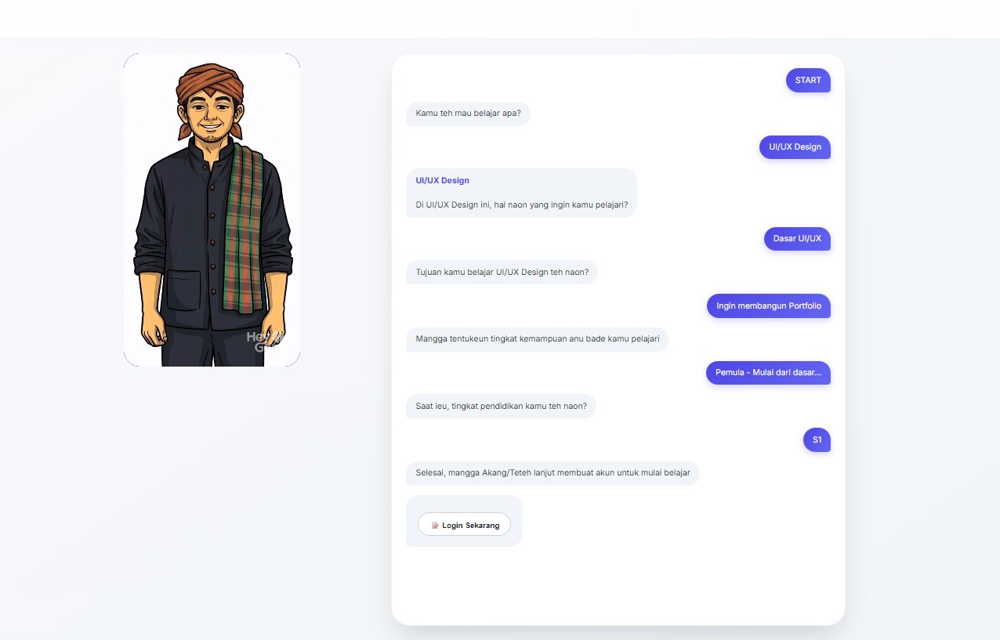 START
Kamu teh mau belajar apa?
UI/UX Design
UI/UX Design
Di UI/UX Design ini, hal naon yang ingin kamu pelajari?
Dasar UI/UX
Tujuan kamu belajar UI/UX Design teh naon?
Ingin membangun Portfolio
Mangga tentukeun tingkat kemampuan anu bade kamu pelajari
Pemula - Mulai dari dasar...
Saat ieu, tingkat pendidikan kamu teh naon?
S1
Selesai, mangga Akang/Teteh lanjut membuat akun untuk mulai belajar
Login Sekarang